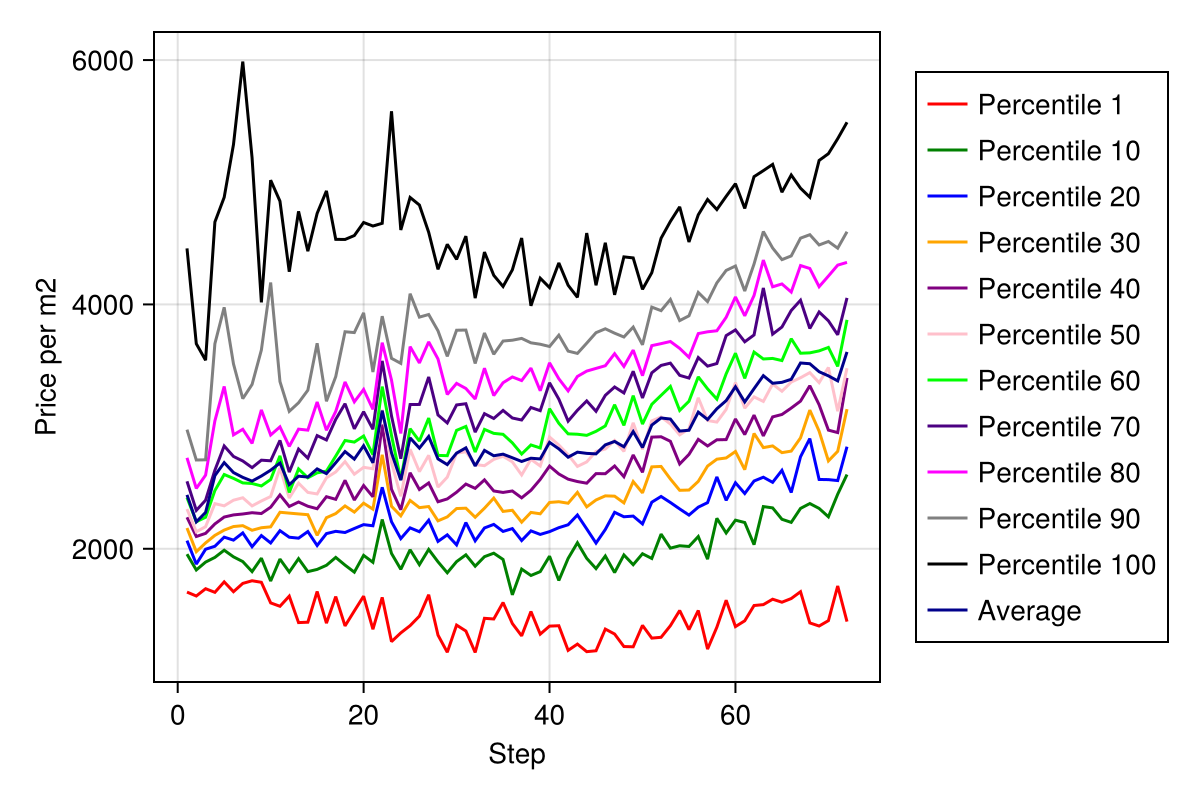 6000
4000
2000
Price per m2
0 20 40 60
Step
Percentile 1
Percentile 10
Percentile 20
Percentile 30
Percentile 40
Percentile 50
Percentile 60
Percentile 70
Percentile 80
Percentile 90
Percentile 100
Average